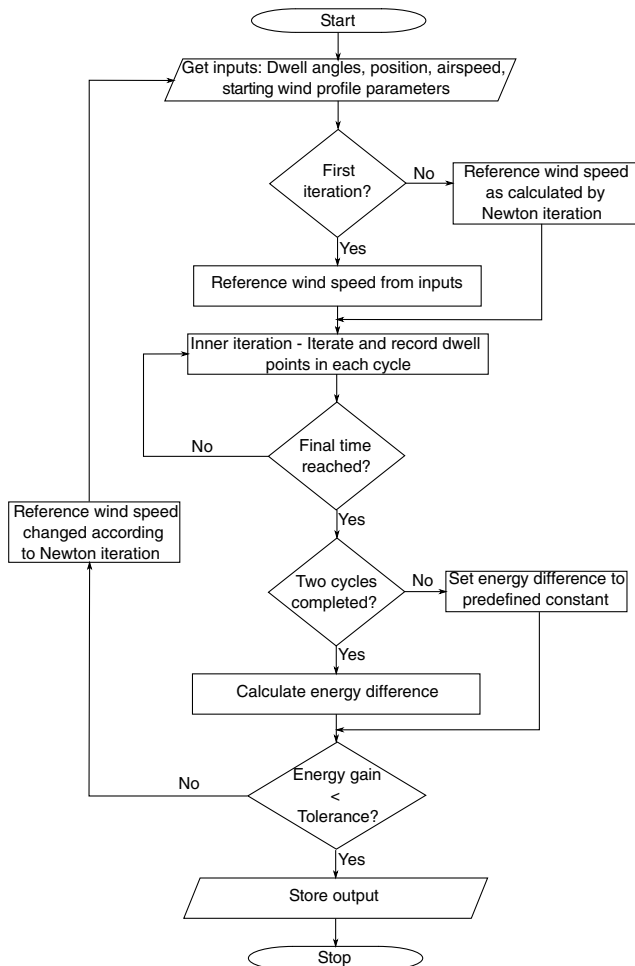 Start
Get inputs: Dwell angles, position, airspeed,
starting wind profile parameters
First
iteration?
No
Reference wind speed
as calculated by
Newton iteration
Yes
Reference wind speed from inputs
Inner iteration - Iterate and record dwell
points in each cycle
Final time
reached?
No
Yes
Reference wind speed
changed according
to Newton iteration
Two cycles
completed?
No
Set energy difference to
predefined constant
Yes
Calculate energy difference
Energy gain
<
Tolerance?
No
Yes
Store output
Stop